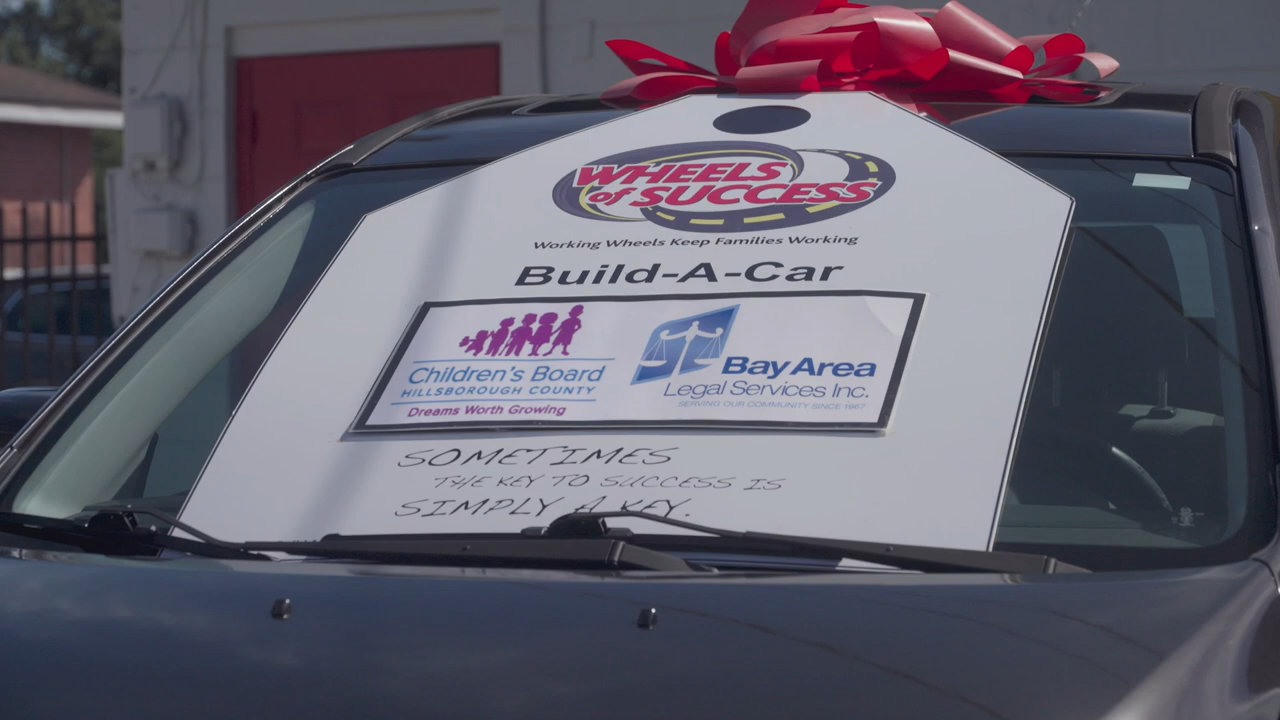 WHEELS
of SUCCESS
Working Wheels Keep Families Working
Build-A-Car
Children's Board
HILLSBOROUGH COUNTY
Dreams Worth Growing
Bay Area
Legal Services Inc.
SERVING OUR COMMUNITY SINCE 1967
SOMETIMES
THE KEY TO SUCCESS IS
SIMPLY A KEY.